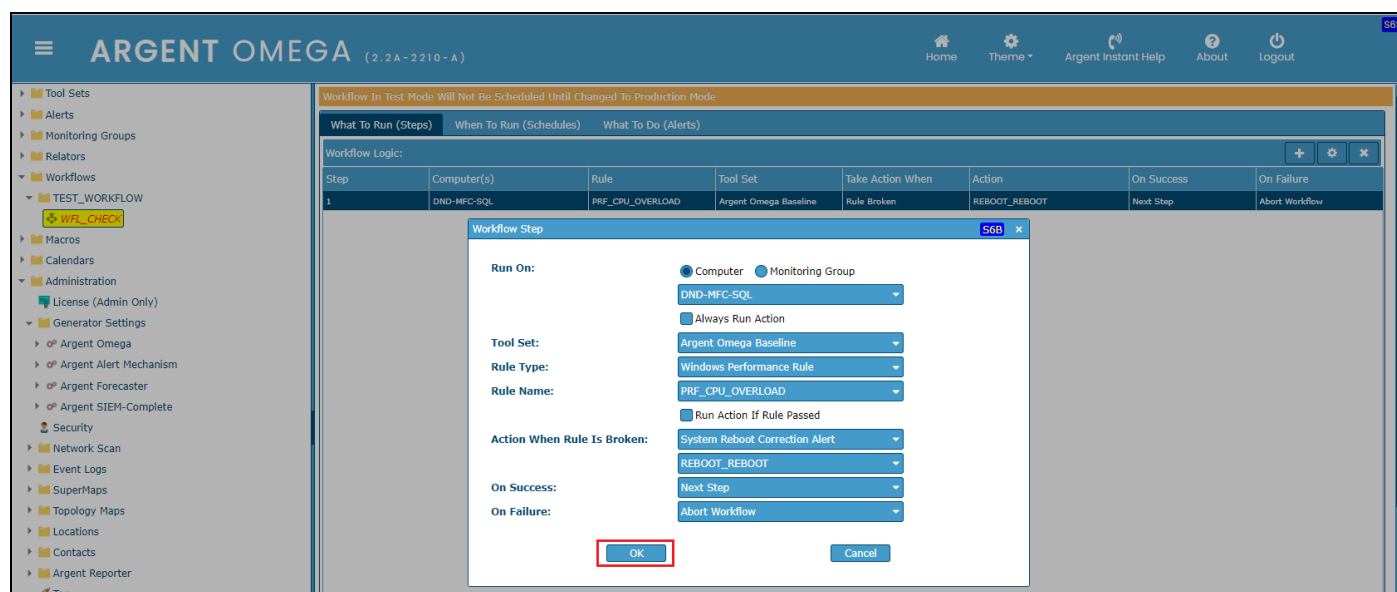 S6B
ARGENT OMEGA (2.2A-2210-A)
Home
Theme
Argent Instant Help
About
Logout
Tool Sets
Alerts
Monitoring Groups
Relators
Workflows
TEST_WORKFLOW
WFL_CHECK
Macros
Calendars
Administration
License (Admin Only)
Generator Settings
Argent Omega
Argent Alert Mechanism
Argent Forecaster
Argent SIEM-Complete
Security
Network Scan
Event Logs
SuperMaps
Topology Maps
Locations
Contacts
Argent Reporter
Workflow In Test Mode Will Not Be Scheduled Until Changed To Production Mode
What To Run (Steps) When To Run (Schedules) What To Do (Alerts)
Workflow Logic:
Step Computer(s) Rule Tool Set Take Action When Action On Success On Failure
1 DND-MFC-SQL PRF_CPU_OVERLOAD Argent Omega Baseline Rule Broken REBOOT_REBOOT Next Step Abort Workflow
Workflow Step S6B ×
Run On: Computer Monitoring Group
DND-MFC-SQL
Always Run Action
Tool Set: Argent Omega Baseline
Rule Type: Windows Performance Rule
Rule Name: PRF_CPU_OVERLOAD
Run Action If Rule Passed
Action When Rule Is Broken: System Reboot Correction Alert
REBOOT_REBOOT
On Success: Next Step
On Failure: Abort Workflow
OK Cancel